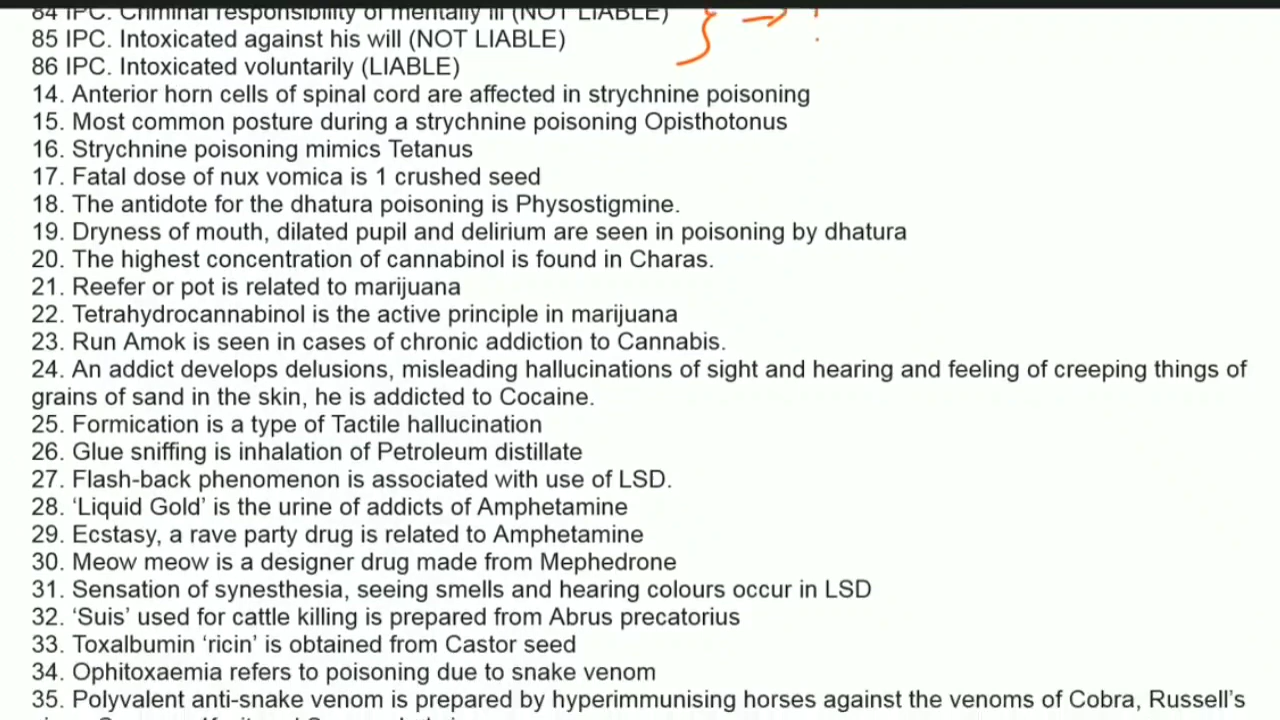 84 IPC. Criminal responsibility of mentally ill (NOT LIABLE)
85 IPC. Intoxicated against his will (NOT LIABLE)
86 IPC. Intoxicated voluntarily (LIABLE)
14. Anterior horn cells of spinal cord are affected in strychnine poisoning
15. Most common posture during a strychnine poisoning Opisthotonus
16. Strychnine poisoning mimics Tetanus
17. Fatal dose of nux vomica is 1 crushed seed
18. The antidote for the dhatura poisoning is Physostigmine.
19. Dryness of mouth, dilated pupil and delirium are seen in poisoning by dhatura
20. The highest concentration of cannabinol is found in Charas.
21. Reefer or pot is related to marijuana
22. Tetrahydrocannabinol is the active principle in marijuana
23. Run Amok is seen in cases of chronic addiction to Cannabis.
24. An addict develops delusions, misleading hallucinations of sight and hearing and feeling of creeping things of
grains of sand in the skin, he is addicted to Cocaine.
25. Formication is a type of Tactile hallucination
26. Glue sniffing is inhalation of Petroleum distillate
27. Flash-back phenomenon is associated with use of LSD.
28. ‘Liquid Gold’ is the urine of addicts of Amphetamine
29. Ecstasy, a rave party drug is related to Amphetamine
30. Meow meow is a designer drug made from Mephedrone
31. Sensation of synesthesia, seeing smells and hearing colours occur in LSD
32. ‘Suis’ used for cattle killing is prepared from Abrus precatorius
33. Toxalbumin ‘ricin’ is obtained from Castor seed
34. Ophitoxaemia refers to poisoning due to snake venom
35. Polyvalent anti-snake venom is prepared by hyperimmunising horses against the venoms of Cobra, Russell’s